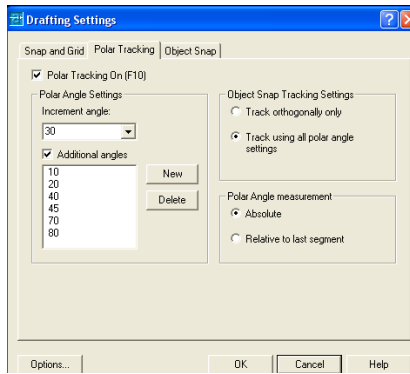 Drafting Settings
Snap and Grid Polar Tracking Object Snap
Polar Tracking On (F10)
Polar Angle Settings
Increment angle:
30
Additional angles
10
20
40
45
70
80
New
Delete
Object Snap Tracking Settings
Track orthogonally only
Track using all polar angle
settings
Polar Angle measurement
Absolute
Relative to last segment
Options... OK Cancel Help